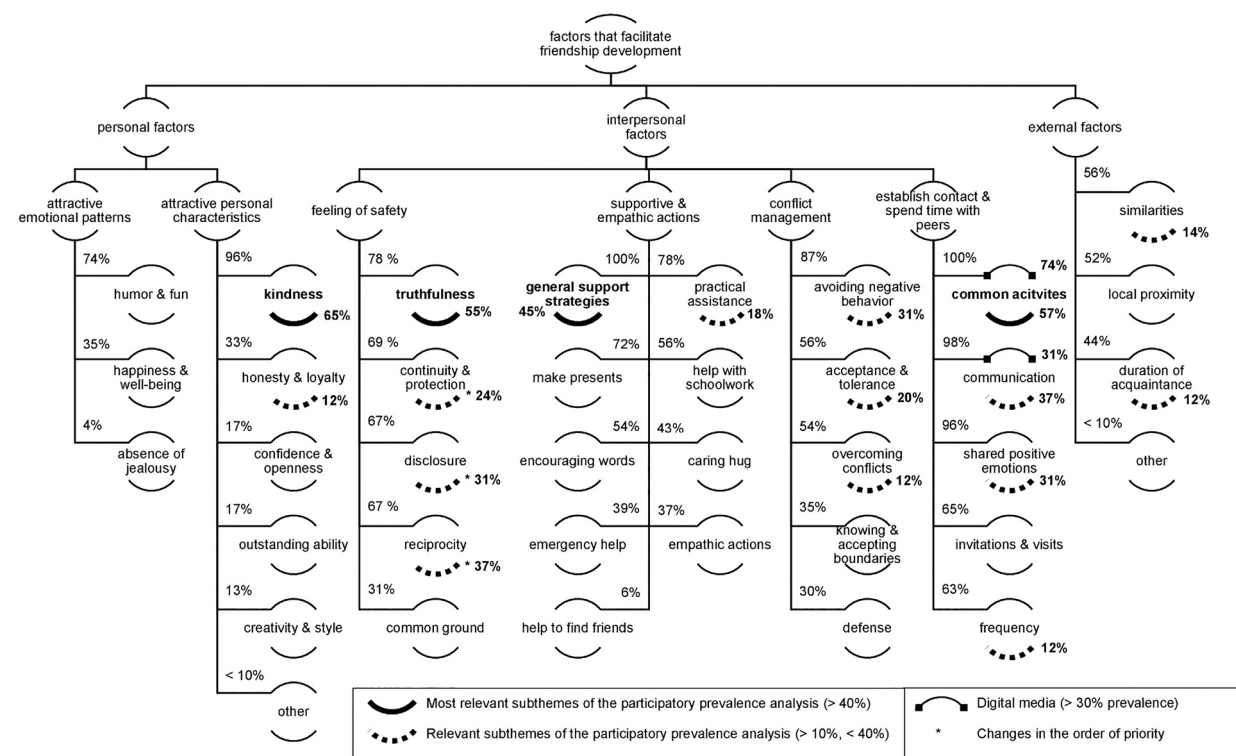 factors that facilitate
friendship development
personal factors
interpersonal
factors
external factors
attractive
emotional patterns
74%
humor & fun
35%
happiness &
well-being
4%
absence of
jealousy
attractive personal
characteristics
96%
kindness
65%
33%
honesty & loyalty
12%
17%
confidence &
openness
17%
outstanding ability
13%
creativity & style
< 10%
other
feeling of safety
78 %
truthfulness
55%
69 %
continuity &
protection
* 24%
67%
disclosure
* 31%
67 %
reciprocity
* 37%
31%
common ground
supportive &
empathic actions
100%
general support
strategies
45%
72%
make presents
54%
encouraging words
39%
emergency help
6%
help to find friends
78%
practical
assistance
18%
56%
help with
schoolwork
43%
caring hug
37%
empathic actions
conflict
management
87%
avoiding negative
behavior
31%
56%
acceptance &
tolerance
20%
54%
overcoming
conflicts
12%
35%
knowing &
accepting
boundaries
30%
defense
establish contact &
spend time with
peers
100%
74%
common acitvites
57%
98%
31%
communication
37%
96%
shared positive
emotions
31%
65%
invitations & visits
63%
frequency
12%
56%
similarities
14%
52%
local proximity
44%
duration of
acquaintance
12%
< 10%
other
Most relevant subthemes of the participatory prevalence analysis (> 40%)
Relevant subthemes of the participatory prevalence analysis (> 10%, < 40%)
Digital media (> 30% prevalence)
* Changes in the order of priority